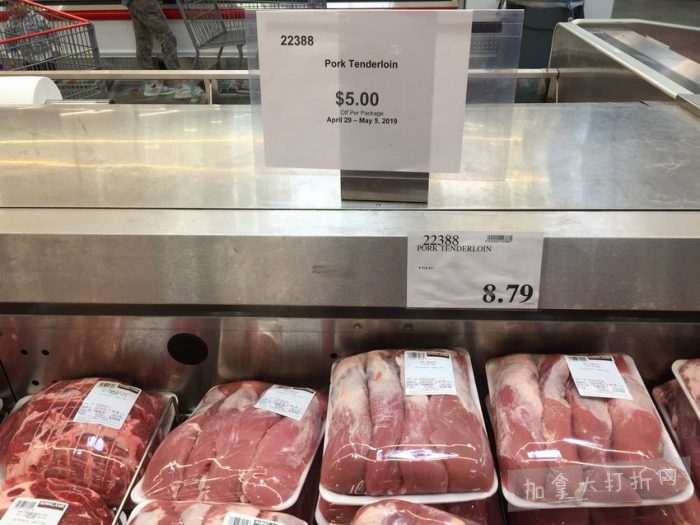 22388
Pork Tenderloin
$5.00
Off Per Package
April 29 – May 5, 2019
22388
PORK TENDERLOIN
8.79
加拿大打折网